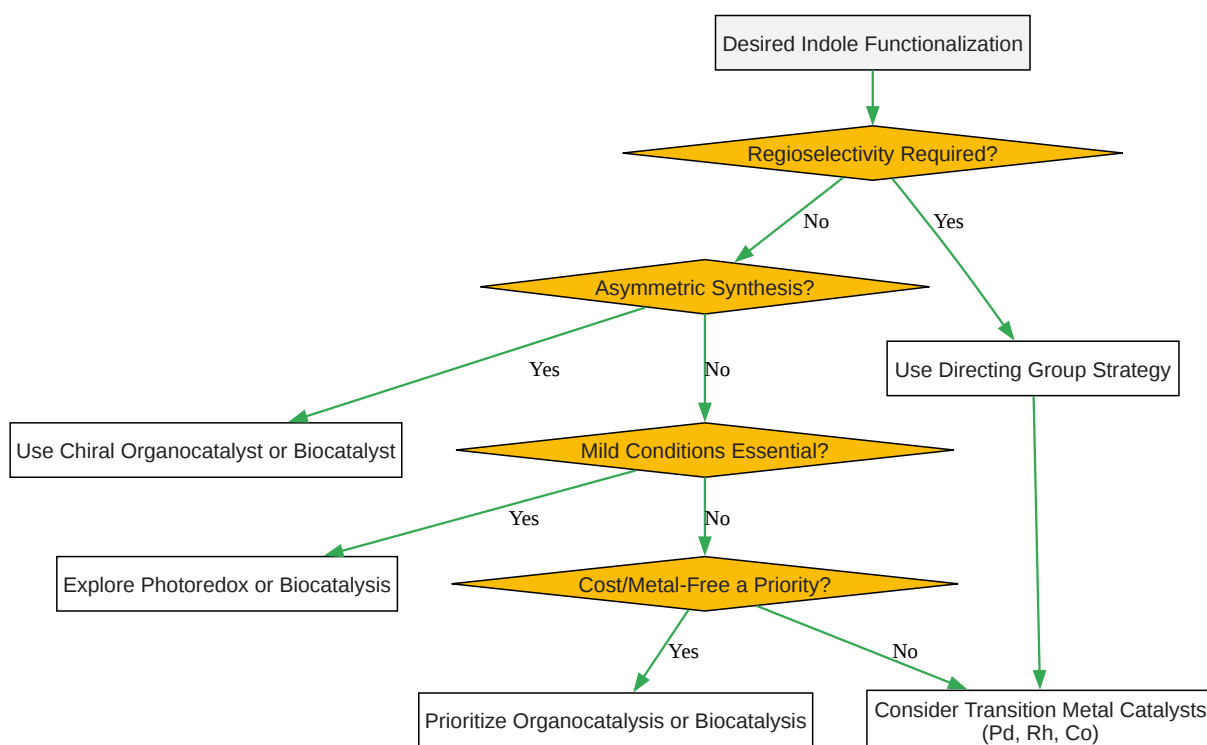 Desired Indole Functionalization
Regioselectivity Required?
No
Yes
Asymmetric Synthesis?
Yes
No
Use Directing Group Strategy
Use Chiral Organocatalyst or Biocatalyst
Mild Conditions Essential?
Yes
No
Explore Photoredox or Biocatalysis
Cost/Metal-Free a Priority?
Yes
No
Prioritize Organocatalysis or Biocatalysis
Consider Transition Metal Catalysts
(Pd, Rh, Co)